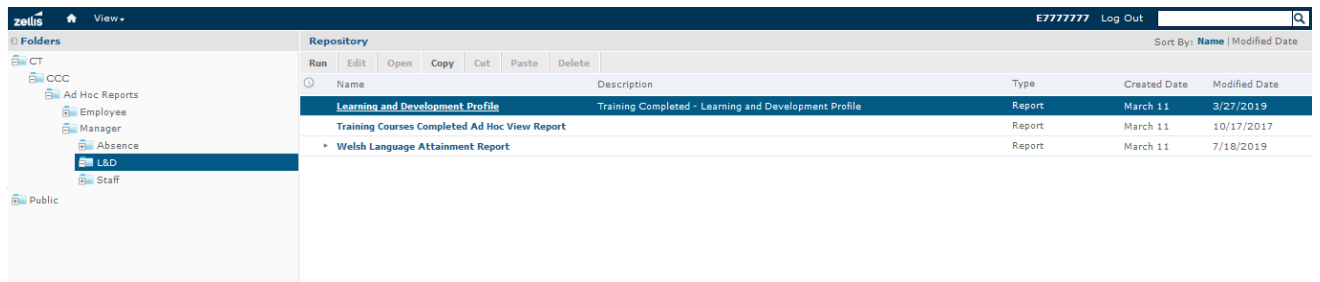 zellis View E7777777 Log Out
Folders
CT
CCC
Ad Hoc Reports
Employee
Manager
Absence
L&D
Staff
Public
Repository Sort By: Name | Modified Date
Run Edit Open Copy Cut Paste Delete
Name Description Type Created Date Modified Date
Learning and Development Profile Training Completed - Learning and Development Profile Report March 11 3/27/2019
Training Courses Completed Ad Hoc View Report Report March 11 10/17/2017
Welsh Language Attainment Report Report March 11 7/18/2019